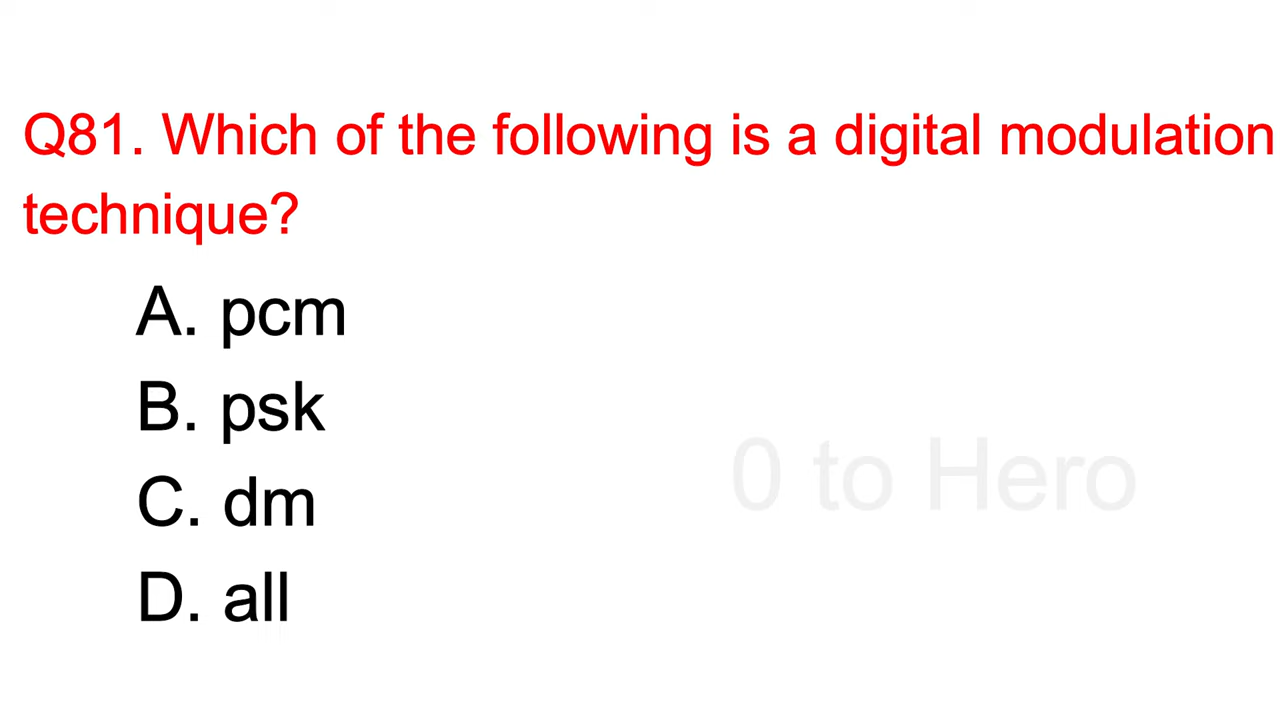 Q81. Which of the following is a digital modulation
technique?
A. pcm
B. psk
C. dm
D. all
0 to Hero